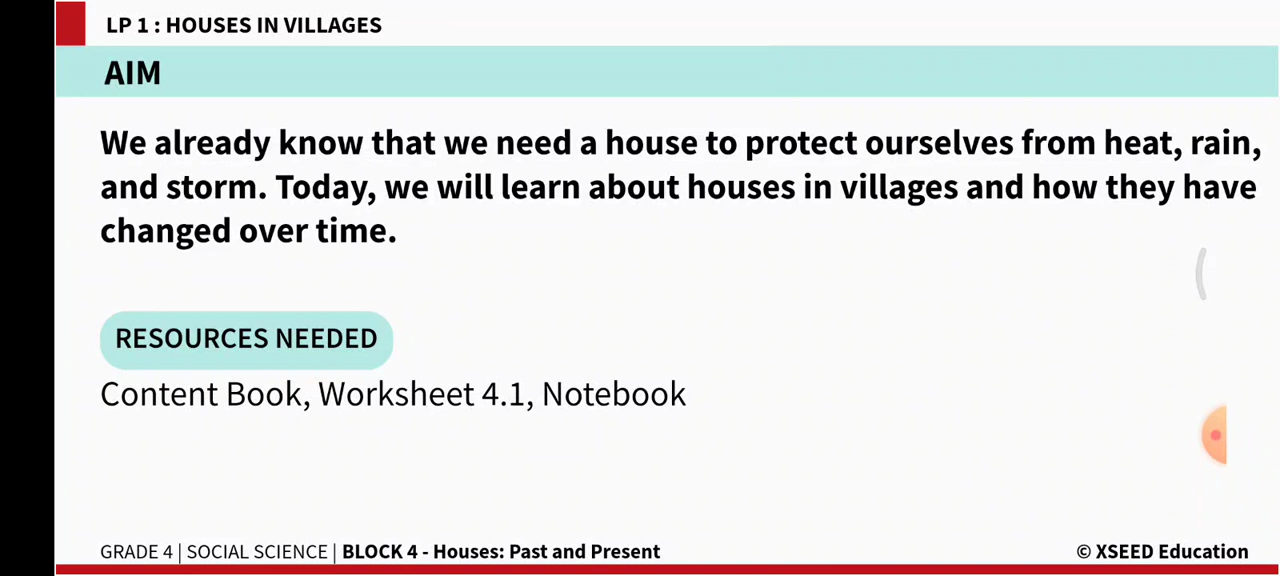 LP 1 : HOUSES IN VILLAGES
AIM
We already know that we need a house to protect ourselves from heat, rain,
and storm. Today, we will learn about houses in villages and how they have
changed over time.
RESOURCES NEEDED
Content Book, Worksheet 4.1, Notebook
GRADE 4 | SOCIAL SCIENCE | BLOCK 4 - Houses: Past and Present
© XSEED Education